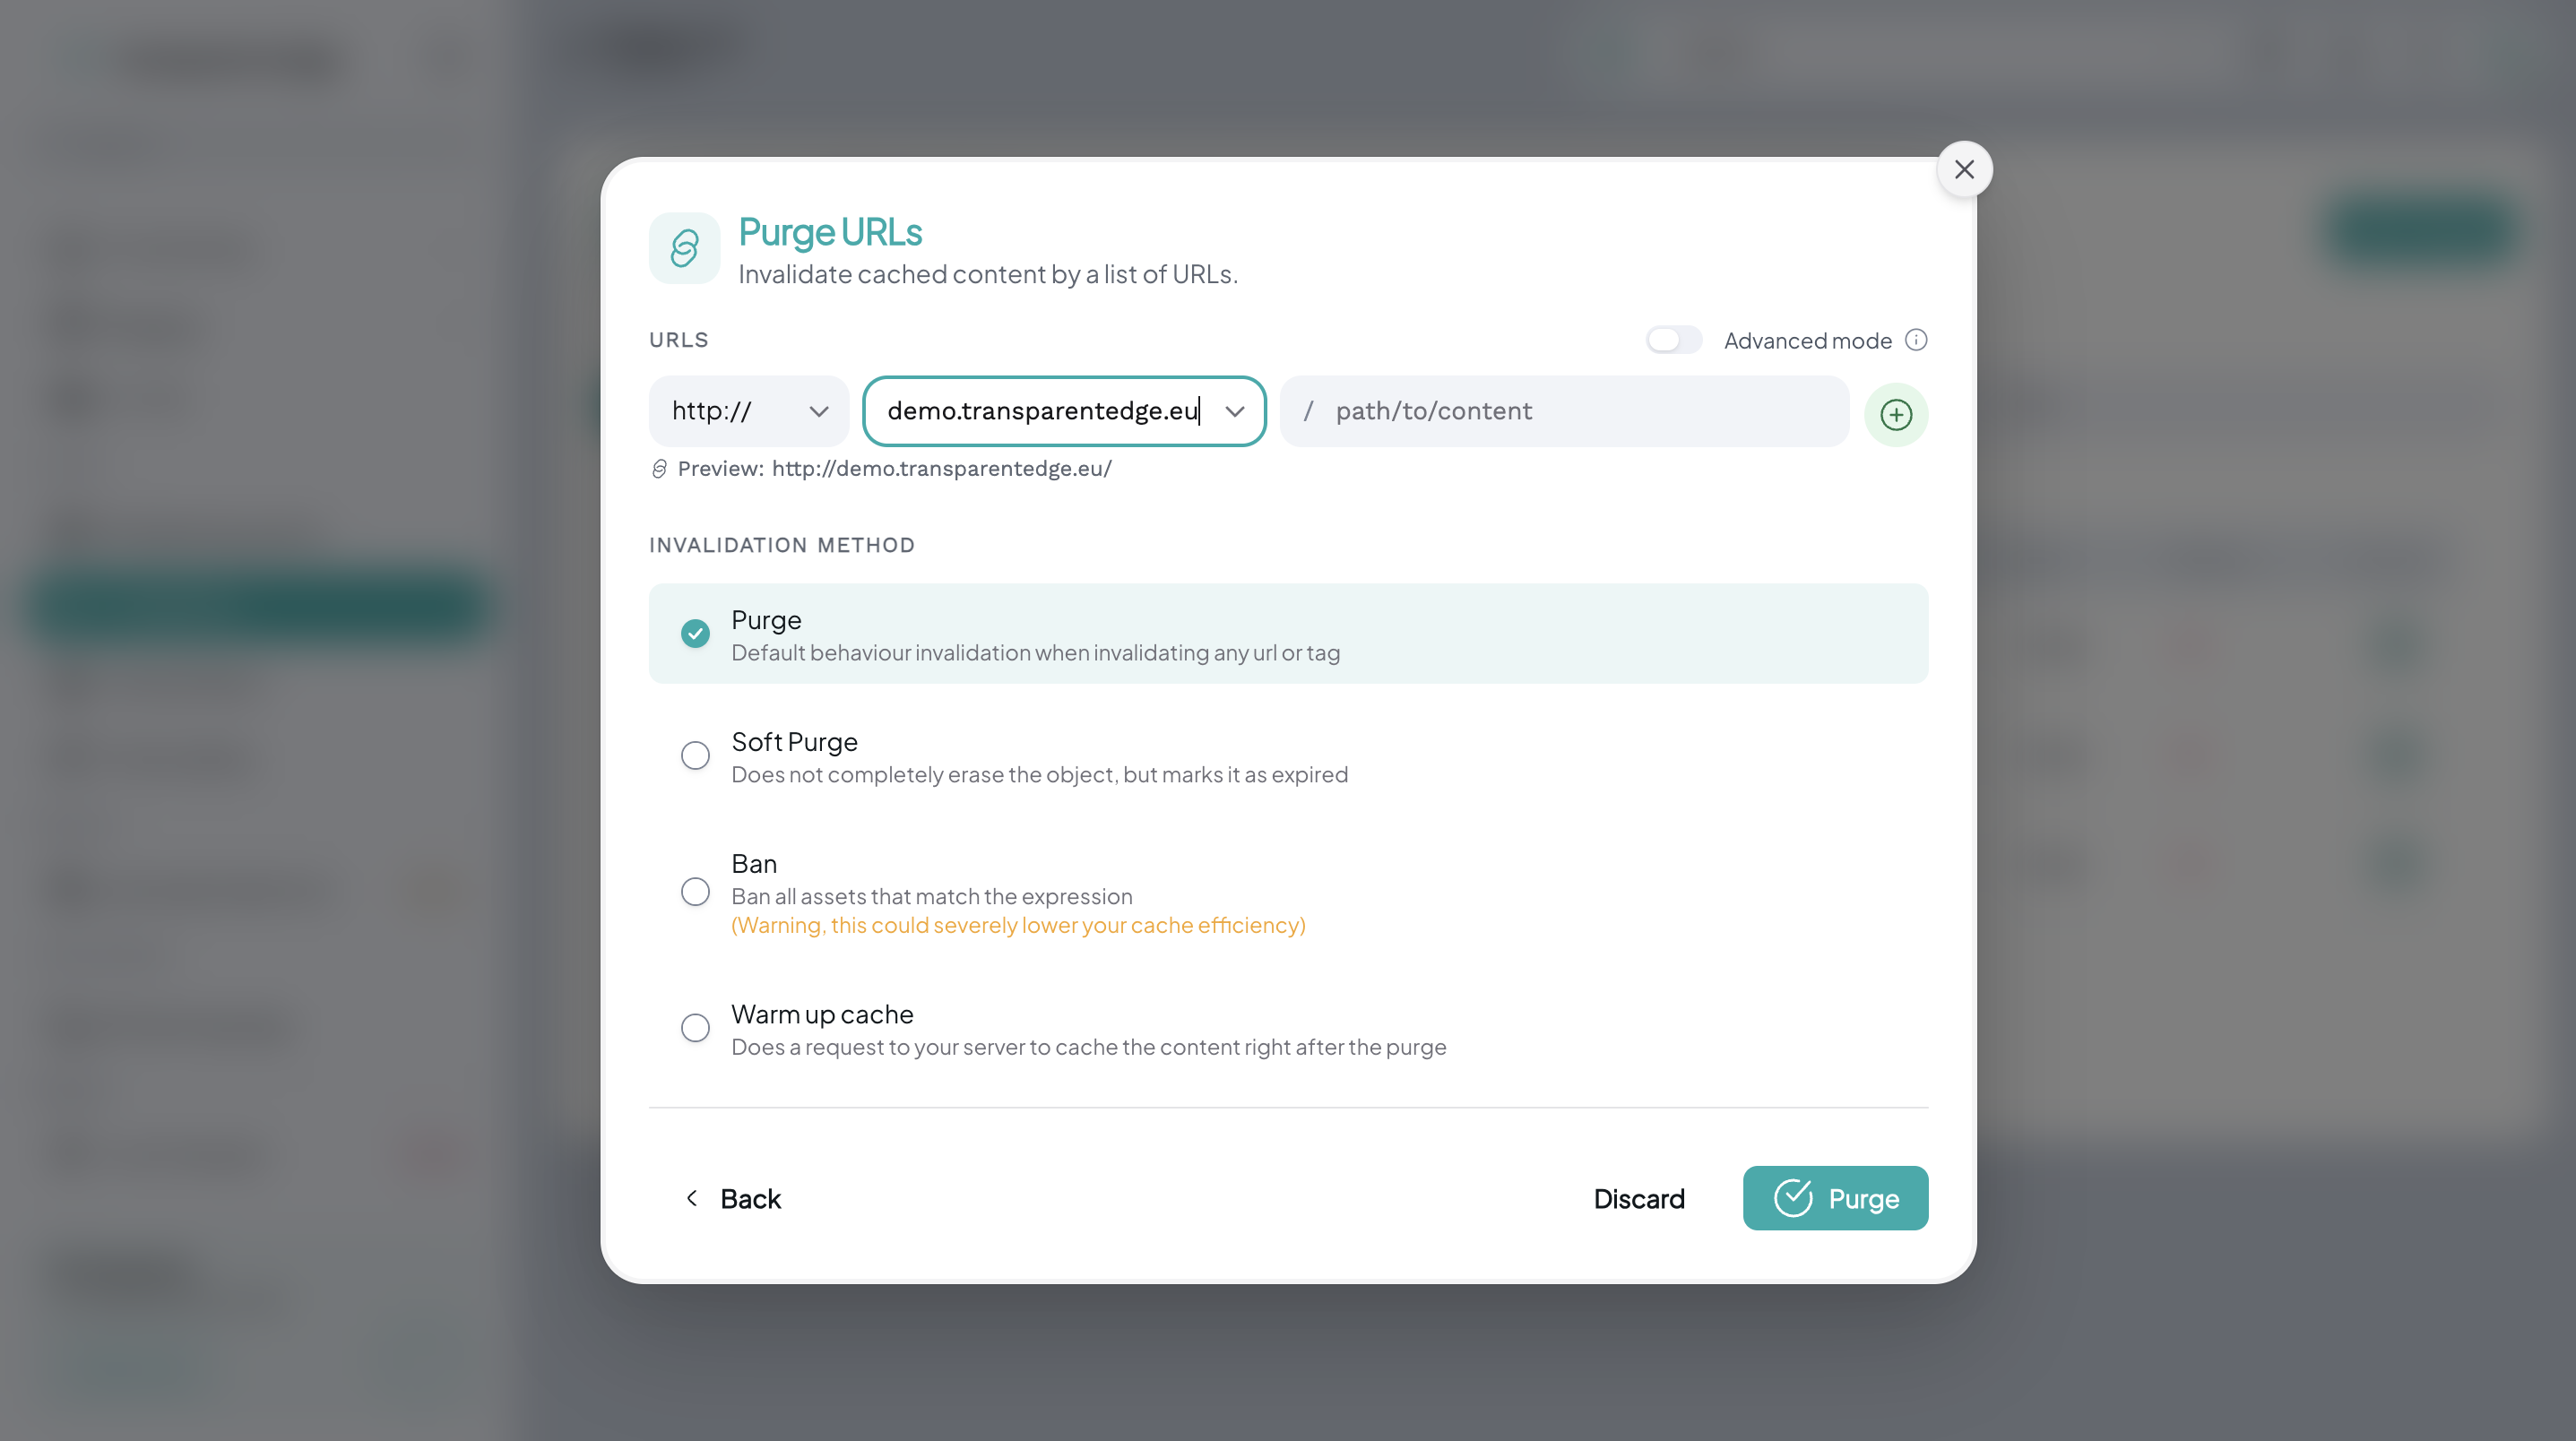 Purge URLs
Invalidate cached content by a list of URLs.
URLS
Advanced mode
http://
demo.transparentedge.eu
/ path/to/content
Preview: http://demo.transparentedge.eu/
INVALIDATION METHOD
Purge
Default behaviour invalidation when invalidating any url or tag
Soft Purge
Does not completely erase the object, but marks it as expired
Ban
Ban all assets that match the expression
(Warning, this could severely lower your cache efficiency)
Warm up cache
Does a request to your server to cache the content right after the purge
Back
Discard
Purge